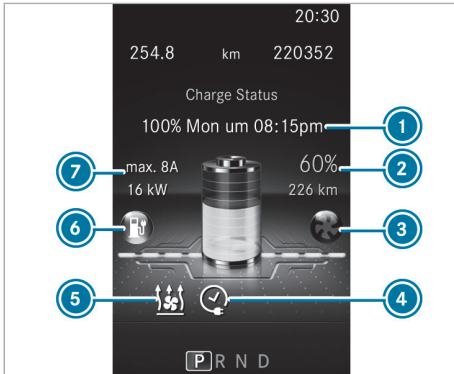 20:30
254.8 km 220352
Charge Status
100% Mon um 08:15pm
1
7
max. 8A
60%
2
16 kW
226 km
6
3
5
4
P R N D